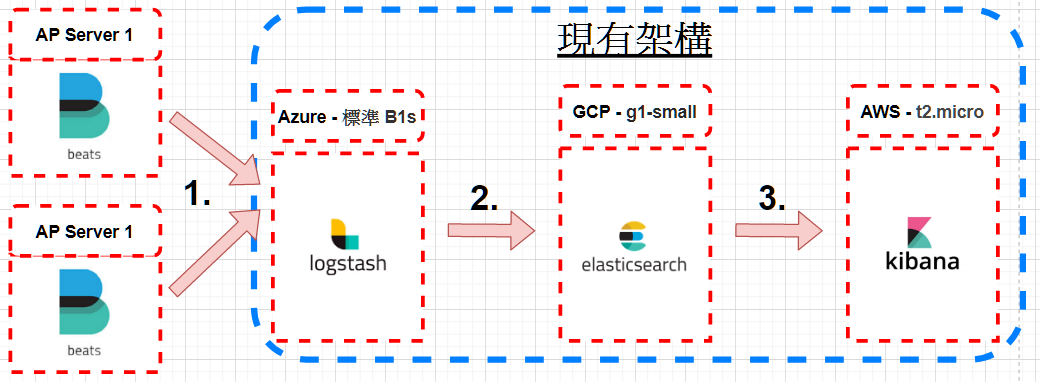 現有架構
AP Server 1
beats
AP Server 1
beats
1.
Azure - 標準 B1s
logstash
2.
GCP - g1-small
elasticsearch
3.
AWS - t2.micro
kibana